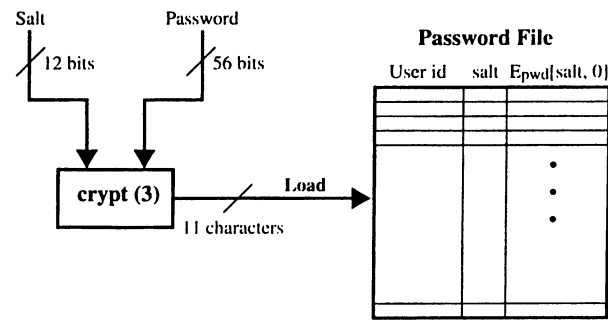 Salt
Password
12 bits
56 bits
crypt (3)
Load
11 characters
Password File
User id
salt
Epwd{salt, 0}